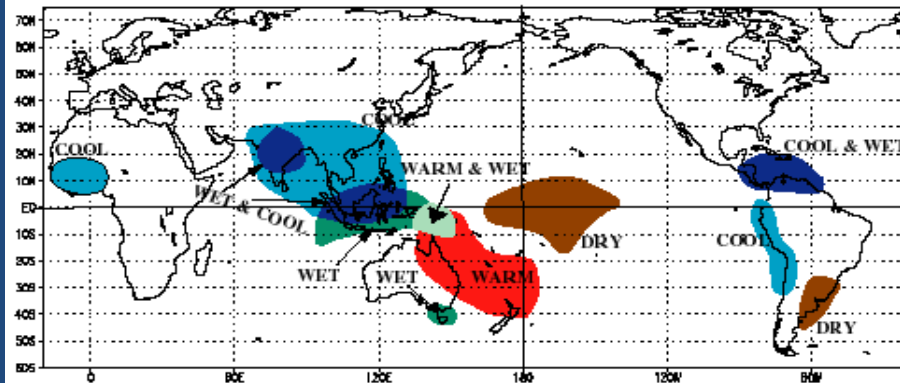 70N
60N
50N
40N
30N
20N
10N
EQ
10S
20S
30S
40S
50S
60S
COOL
COOL
WET & COOL
WARM & WET
COOL & WET
WET
WET
WARM
DRY
COOL
DRY
0
60E
120E
180
120W
60W